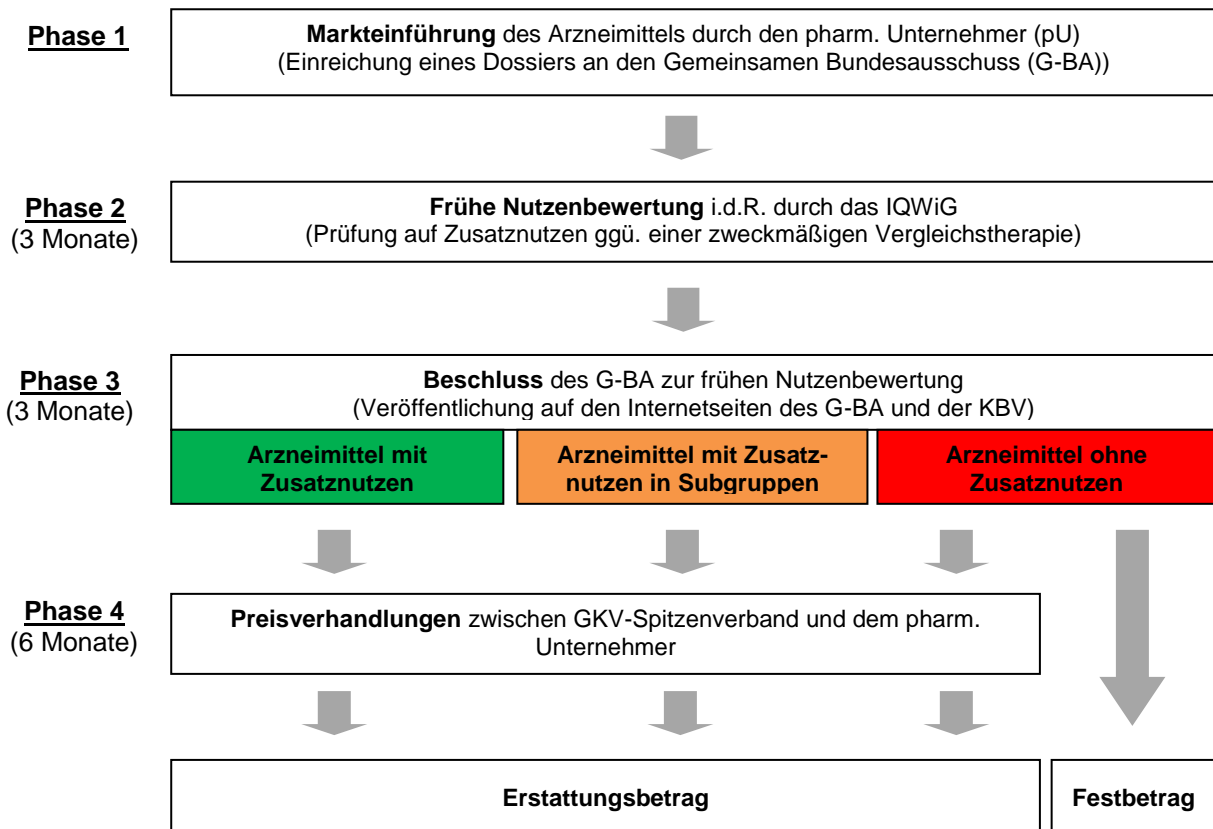 Phase 1
Markteinführung des Arzneimittels durch den pharm. Unternehmer (pU)
(Einreichung eines Dossiers an den Gemeinsamen Bundesausschuss (G-BA))
Phase 2
(3 Monate)
Frühe Nutzenbewertung i.d.R. durch das IQWiG
(Prüfung auf Zusatznutzen ggü. einer zweckmäßigen Vergleichstherapie)
Phase 3
(3 Monate)
Beschluss des G-BA zur frühen Nutzenbewertung
(Veröffentlichung auf den Internetseiten des G-BA und der KBV)
Arzneimittel mit
Zusatznutzen
Arzneimittel mit Zusatz-
nutzen in Subgruppen
Arzneimittel ohne
Zusatznutzen
Phase 4
(6 Monate)
Preisverhandlungen zwischen GKV-Spitzenverband und dem pharm.
Unternehmer
Erstattungsbetrag
Festbetrag